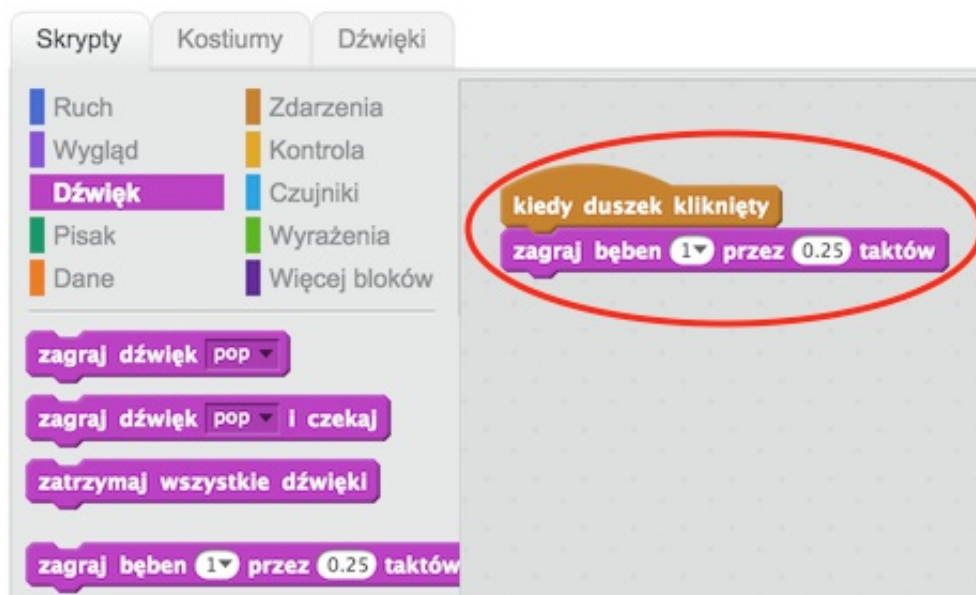 Skrypty Kostiumy Dźwięki
Ruch Zdarzenia
Wygląd Kontrola
Dźwięk Czujniki
Pisak Wyrażenia
Dane Więcej bloków
zagraj dźwięk pop
zagraj dźwięk pop i czekaj
zatrzymaj wszystkie dźwięki
zagraj bęben 1 przez 0.25 taktów
kiedy duszek kliknięty
zagraj bęben 1 przez 0.25 taktów